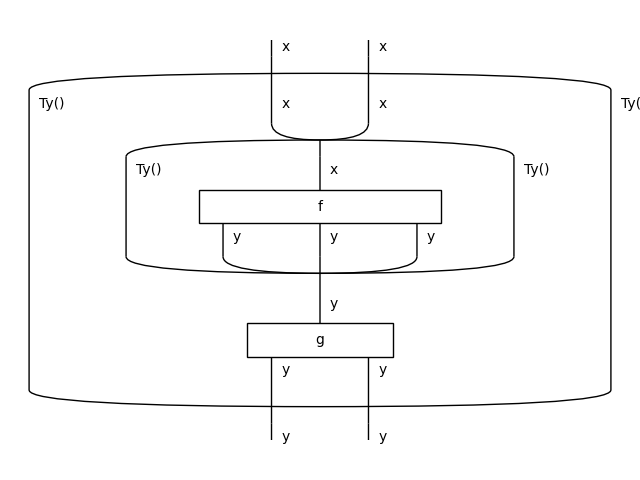 x x
Ty() x x Ty(
Ty() x Ty()
f
y y y
y
g
y y
y y